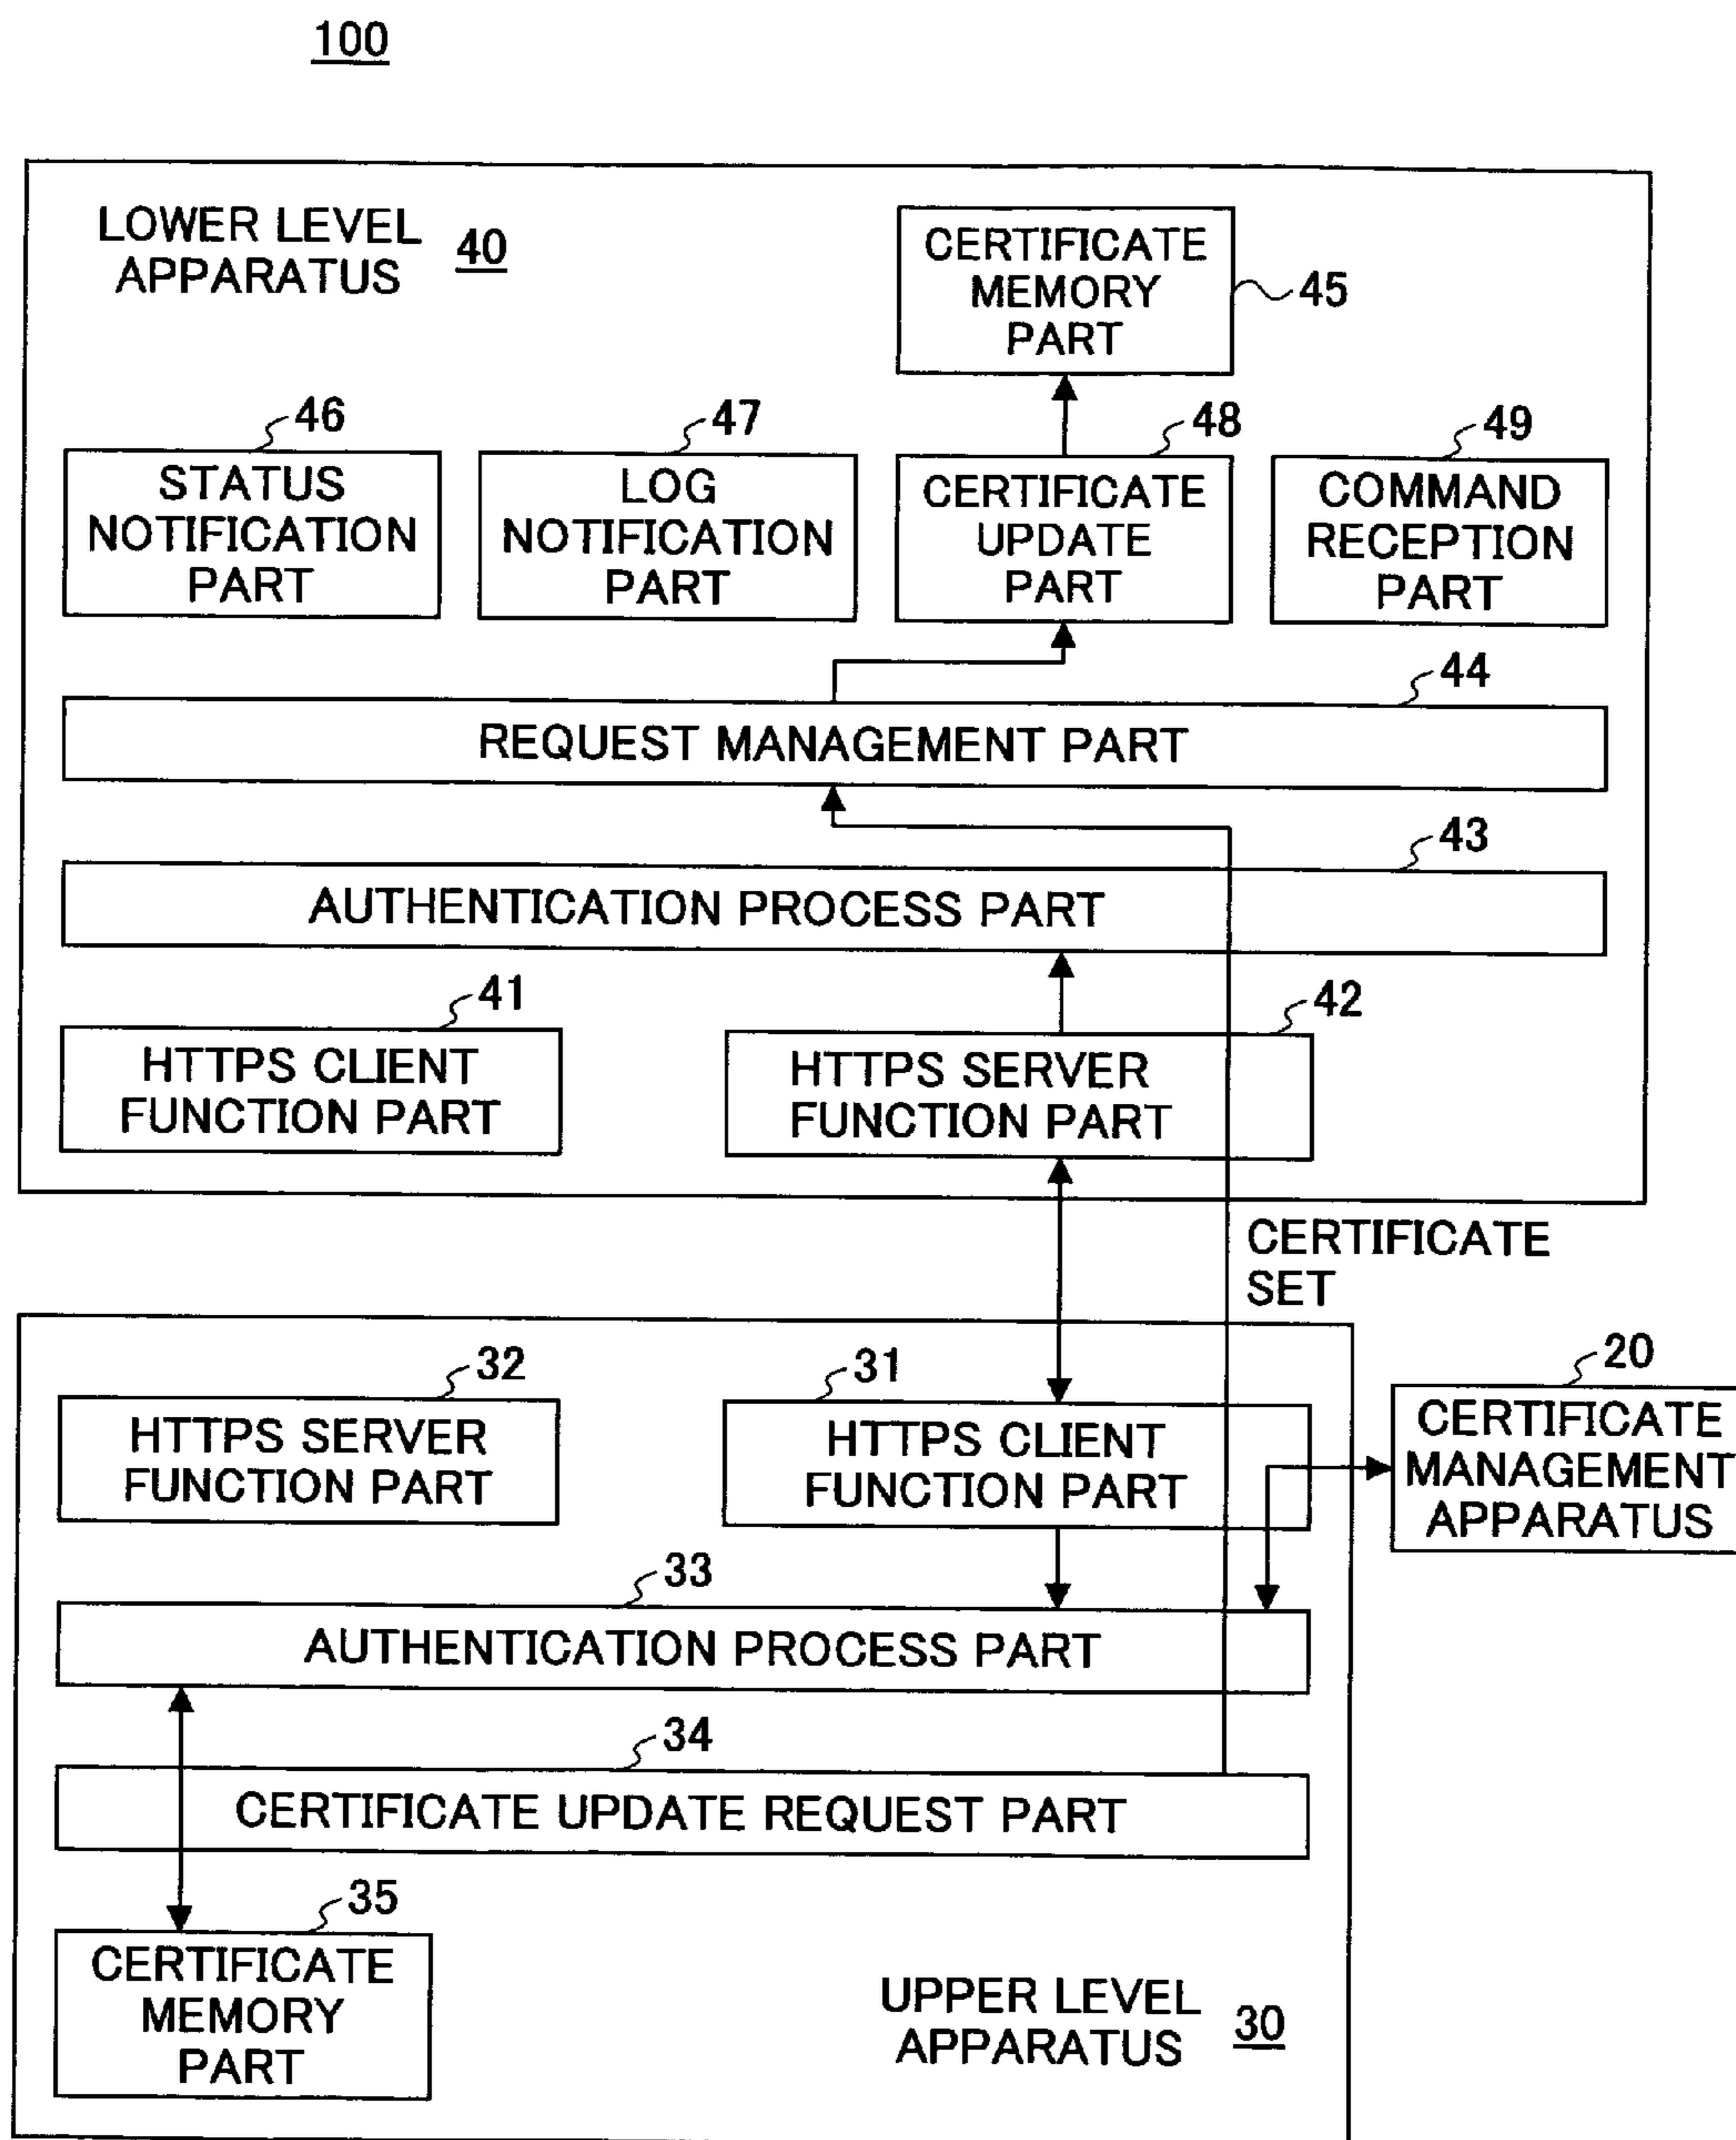 100
LOWER LEVEL
APPARATUS
40
CERTIFICATE
MEMORY
PART
45
46
STATUS
NOTIFICATION
PART
47
LOG
NOTIFICATION
PART
48
CERTIFICATE
UPDATE
PART
49
COMMAND
RECEPTION
PART
44
REQUEST MANAGEMENT PART
43
AUTHENTICATION PROCESS PART
41
HTTPS CLIENT
FUNCTION PART
42
HTTPS SERVER
FUNCTION PART
CERTIFICATE
SET
32
HTTPS SERVER
FUNCTION PART
31
HTTPS CLIENT
FUNCTION PART
20
CERTIFICATE
MANAGEMENT
APPARATUS
33
AUTHENTICATION PROCESS PART
34
CERTIFICATE UPDATE REQUEST PART
35
CERTIFICATE
MEMORY
PART
UPPER LEVEL
APPARATUS
30